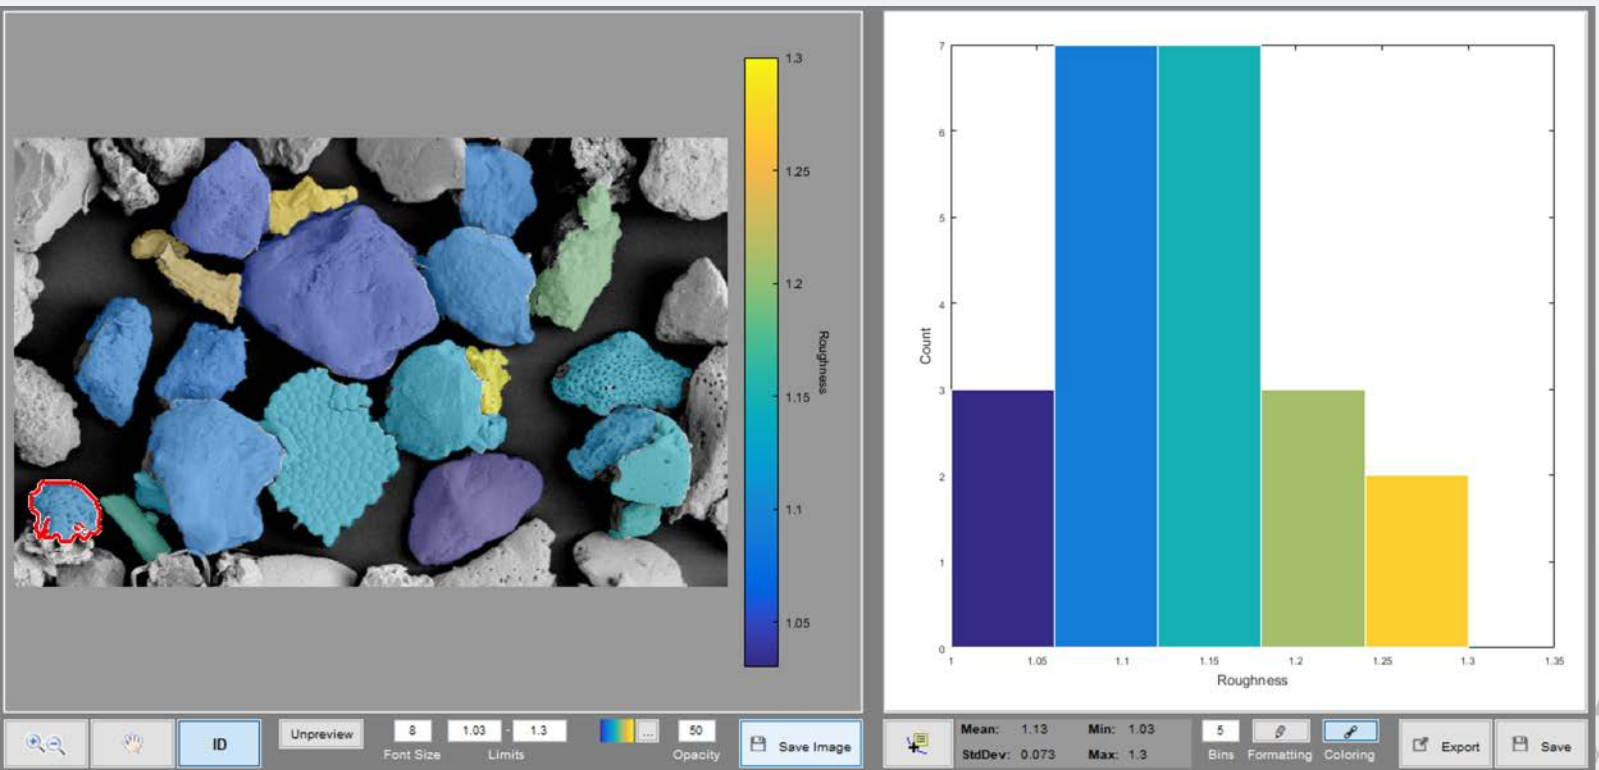 1.3
1.25
1.2
1.15
1.1
1.05
Roughness
7
6
5
4
3
2
1
0
Count
1 1.05 1.1 1.15 1.2 1.25 1.3 1.35
Roughness
ID
Unpreview
8
Font Size
1.03 - 1.3
Limits
...
50
Opacity
Save Image
Mean: 1.13 Min: 1.03
StdDev: 0.073 Max: 1.3
5
Bins
Formatting
Coloring
Export
Save